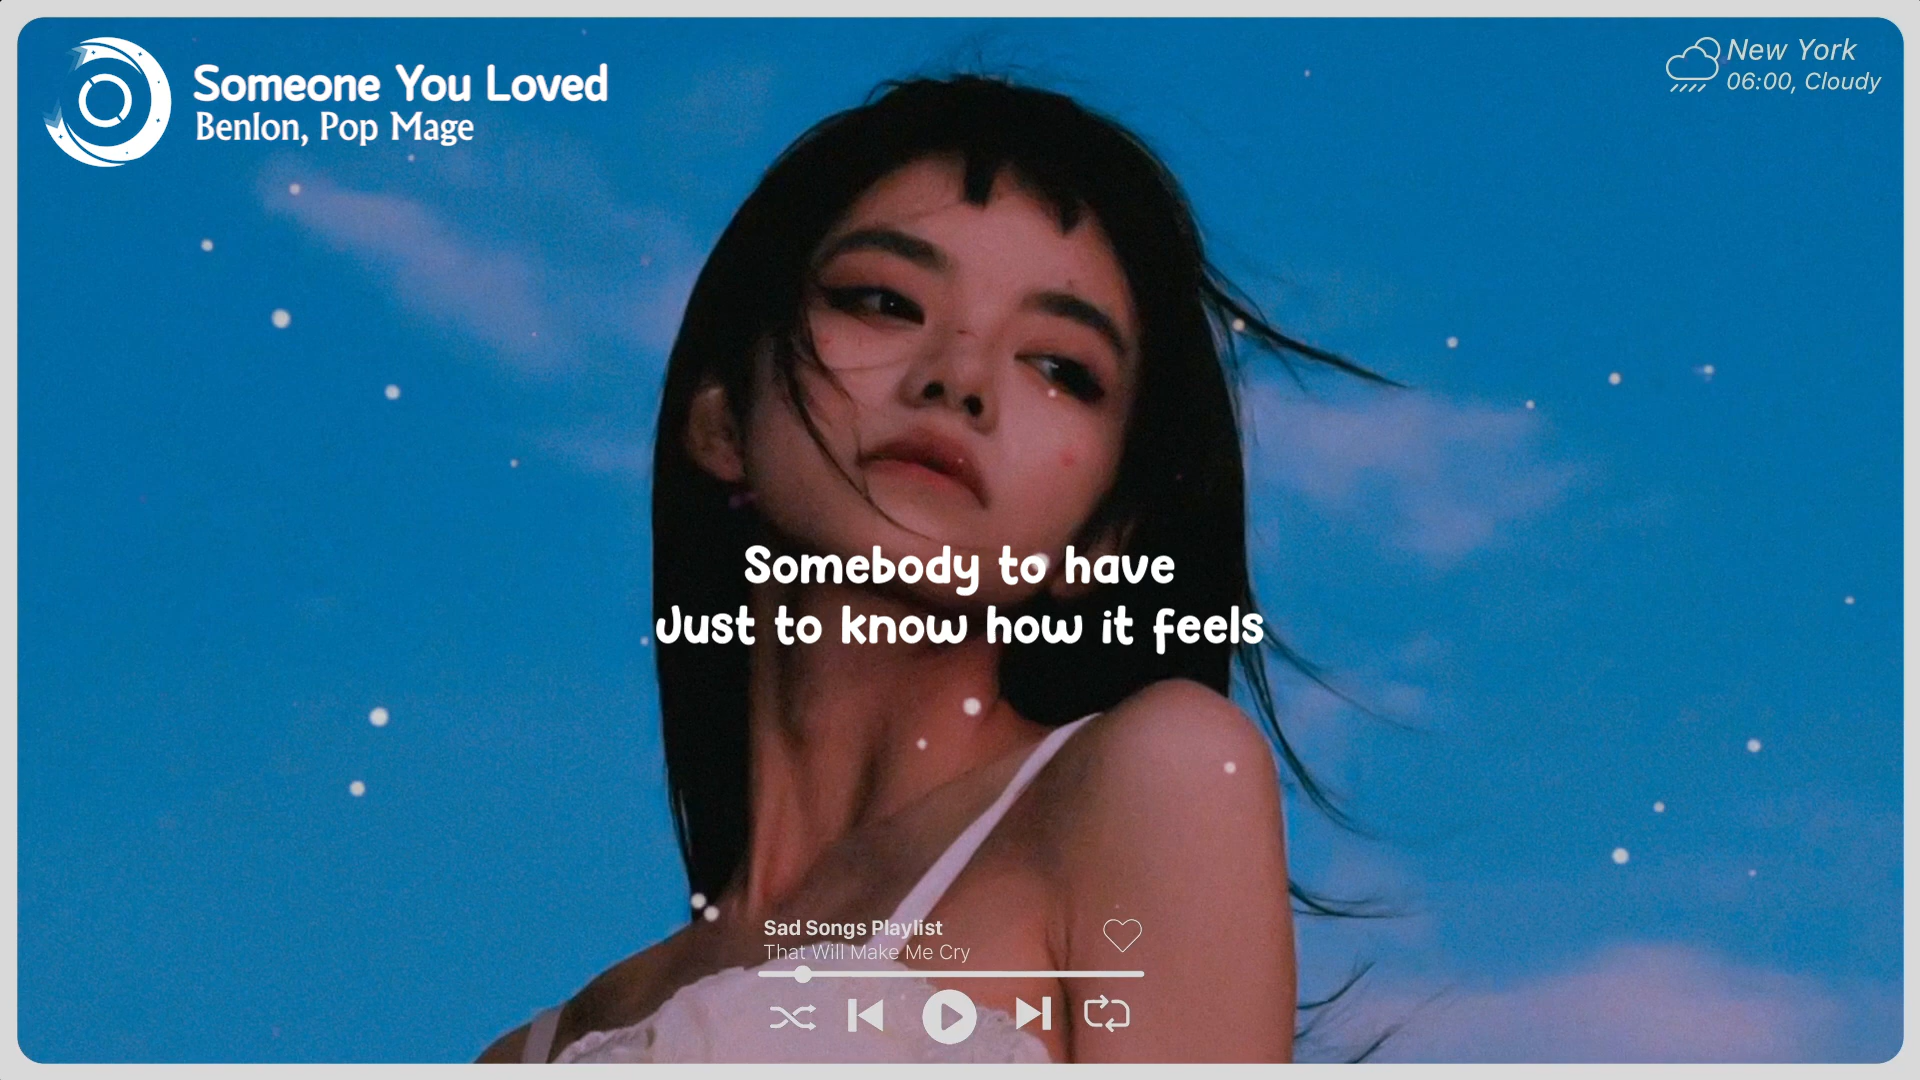 Someone You Loved
Benlon, Pop Mage
New York
06:00, Cloudy
Somebody to have
Just to know how it feels
Sad Songs Playlist
That Will Make Me Cry